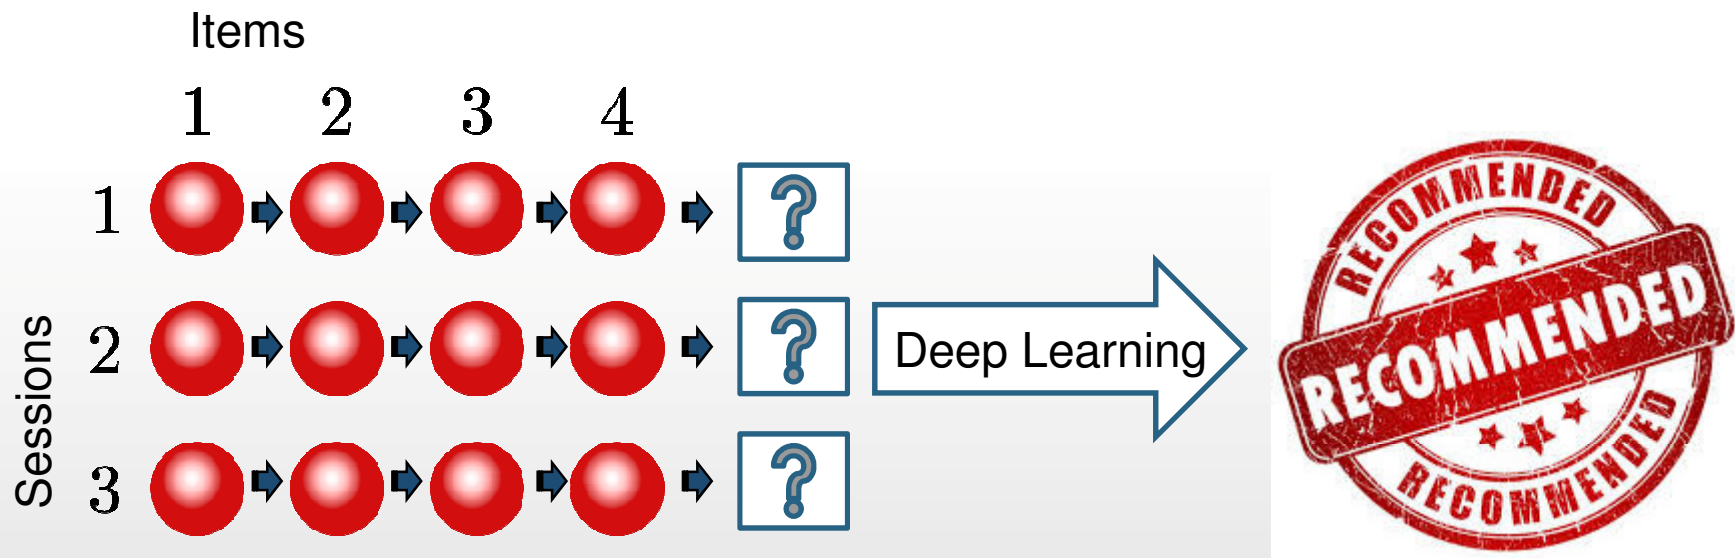 Items
1 2 3 4
1 ?
2 ?
3 ?
Sessions
Deep Learning
RECOMMENDED
RECOMMENDED
RECOMMENDED